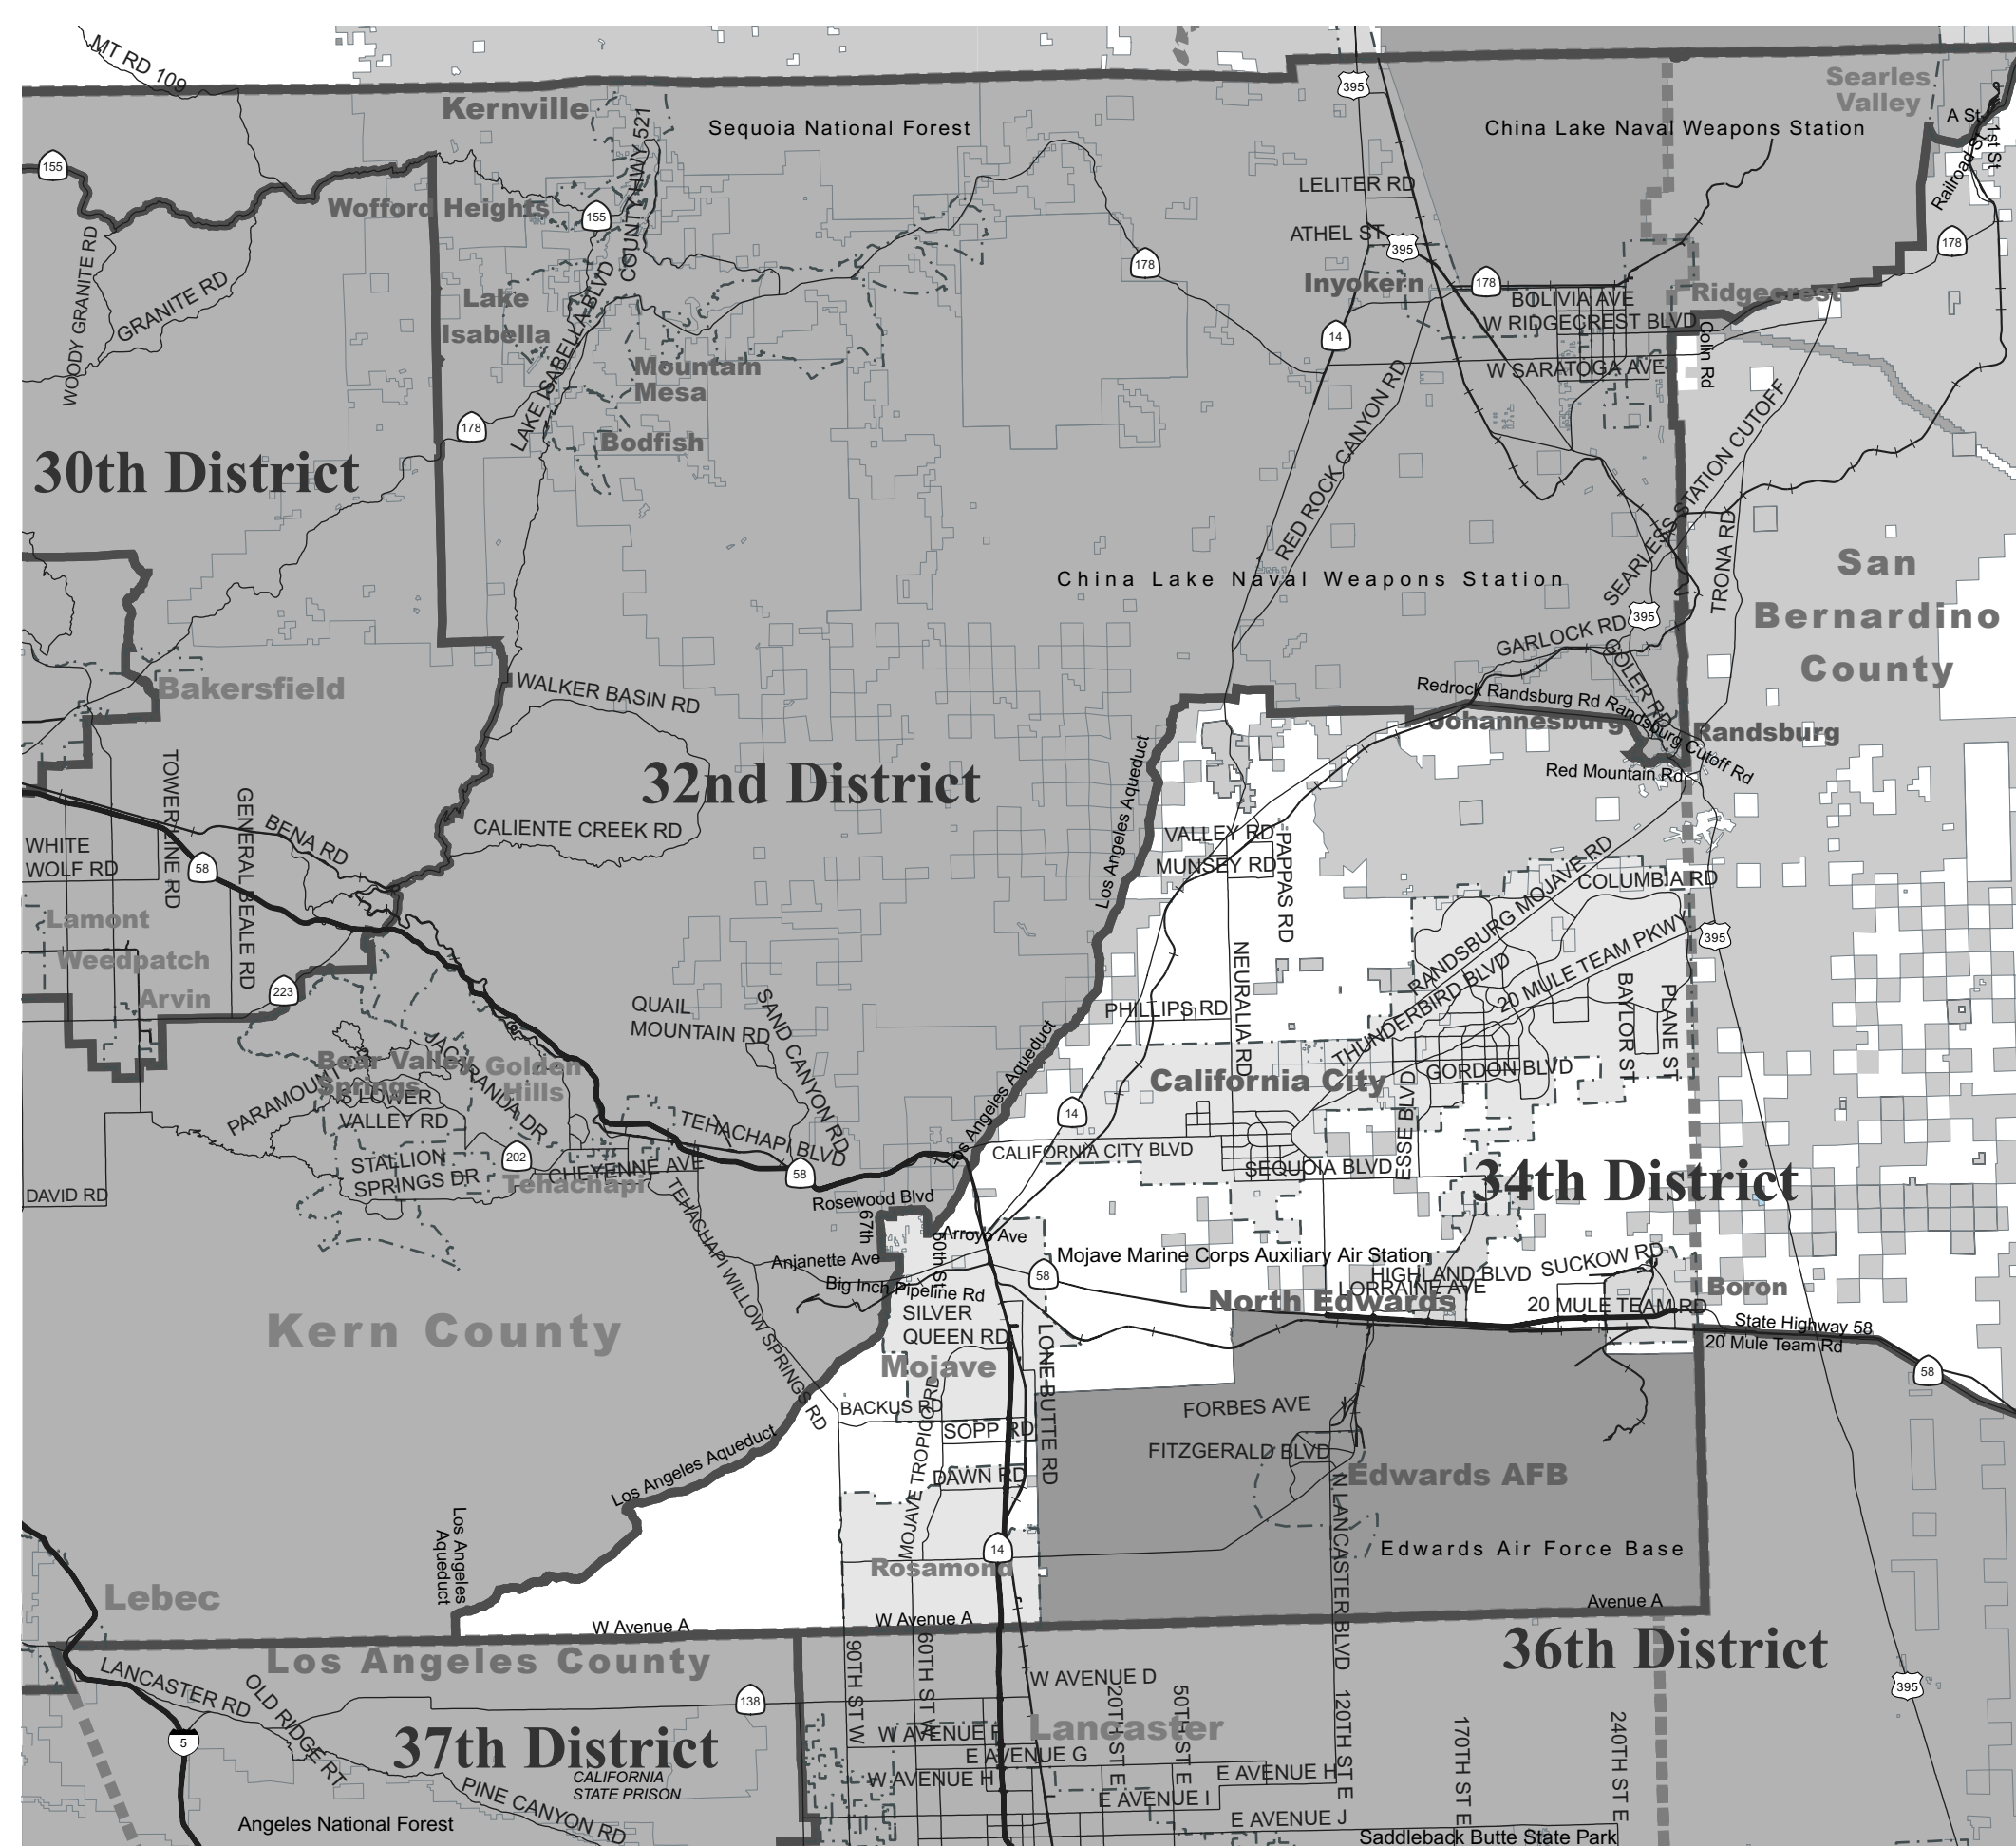 MT RD 109
Kernville
Sequoia National Forest
395
China Lake Naval Weapons Station
Searles
Valley
A St
1st St
Railroad St
155
Wofford Heights
155
COUNTY HWY 521
LELITER RD
ATHEL ST
395
178
178
WOODY GRANITE RD
GRANITE RD
Lake
Isabella
LAKE ISABELLA BLVD
Inyokern
178
BOLIVIA AVE
Ridgecrest
W RIDGECREST BLVD
14
Colin Rd
W SARATOGA AVE
Mountain
Mesa
178
Bodfish
RED ROCK CANYON RD
SEARLESS STATION CUTOFF
30th District
TRONA RD
San
Bernardino
County
China Lake Naval Weapons Station
395
GARLOCK RD
GOLER RD
Bakersfield
WALKER BASIN RD
Redrock Randsburg Rd
Randsburg Cutoff Rd
Johannesburg
Randsburg
Red Mountain Rd
32nd District
Los Angeles Aqueduct
TOWERLINE RD
GENERAL BEALE RD
BENA RD
CALIENTE CREEK RD
WHITE
WOLF RD
58
VALLEY RD
MUNSEY RD
PAPPAS RD
RANDSBURG MOJAVE RD
COLUMBIA RD
Lamont
Weedpatch
Arvin
223
395
NEURALIA RD
THUNDERBIRD BLVD
20 MULE TEAM PKWY
BAYLOR ST
PLANE ST
QUAIL
MOUNTAIN RD
SAND CANYON RD
PHILLIPS RD
Los Angeles Aqueduct
Bear Valley
Springs
JACARANDA DR
Golden
Hills
PARAMOUNT
S LOWER
VALLEY RD
California City
GORDON BLVD
14
TEHACHAPI BLVD
STALLION
SPRINGS DR
202
CHEYENNE AVE
Tehachapi
58
CALIFORNIA CITY BLVD
SEQUOIA BLVD
ESSE BLVD
34th District
DAVID RD
Rosewood Blvd
67th
50th St
Arroyo Ave
Anjanette Ave
Mojave Marine Corps Auxiliary Air Station
58
Big Inch Pipeline Rd
HIGHLAND BLVD
SUCKOW RD
LORRAINE AVE
Boron
North Edwards
20 MULE TEAM RD
State Highway 58
20 Mule Team Rd
58
Kern County
TEHACHAPI WILLOW SPRINGS RD
SILVER
QUEEN RD
Mojave
LONE BUTTE RD
BACKUS RD
SOPP RD
FORBES AVE
FITZGERALD BLVD
MOJAVE TROPICO RD
DAWN RD
Edwards AFB
Los Angeles Aqueduct
Los Angeles
Aqueduct
14
Rosamond
Edwards Air Force Base
N LANCASTER BLVD
Lebec
Avenue A
W Avenue A
W Avenue A
Los Angeles County
36th District
LANCASTER RD
OLD RIDGE RT
138
90TH ST W
60TH ST W
W AVENUE D
20TH ST E
50TH ST E
120TH ST E
170TH ST E
240TH ST E
395
5
37th District
W AVENUE F
Lancaster
E AVENUE G
W AVENUE H
E AVENUE H
CALIFORNIA
STATE PRISON
E AVENUE I
PINE CANYON RD
Angeles National Forest
E AVENUE J
Saddleback Butte State Park